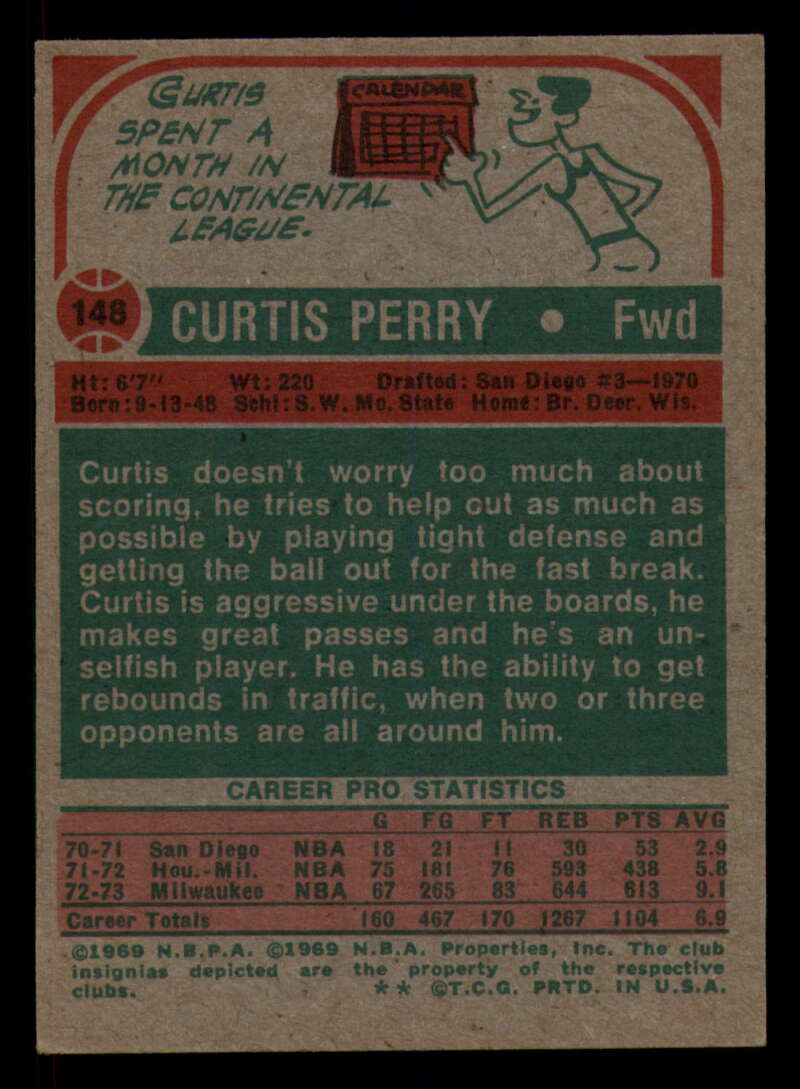 CURTIS
SPENT A
MONTH IN
THE CONTINENTAL
LEAGUE.
CALENDAR
148
CURTIS PERRY • Fwd
Ht: 6'7" Wt: 220 Drafted: San Diego #3—1970
Born: 9-13-48 Schl: S.W. Mo. State Home: Br. Deer, Wis.
Curtis doesn't worry too much about
scoring, he tries to help out as much as
possible by playing tight defense and
getting the ball out for the fast break.
Curtis is aggressive under the boards, he
makes great passes and he's an un-
selfish player. He has the ability to get
rebounds in traffic, when two or three
opponents are all around him.
CAREER PRO STATISTICS
G FG FT REB PTS AVG
70-71 San Diego NBA 18 21 11 30 53 2.9
71-72 Hou.-Mil. NBA 75 181 76 593 438 5.8
72-73 Milwaukee NBA 67 265 83 644 613 9.1
Career Totals 160 467 170 1267 1104 6.9
©1969 N.B.P.A. ©1969 N.B.A. Properties, Inc. The club
insignias depicted are the property of the respective
clubs. ** ©T.C.G. PRTD. IN U.S.A.